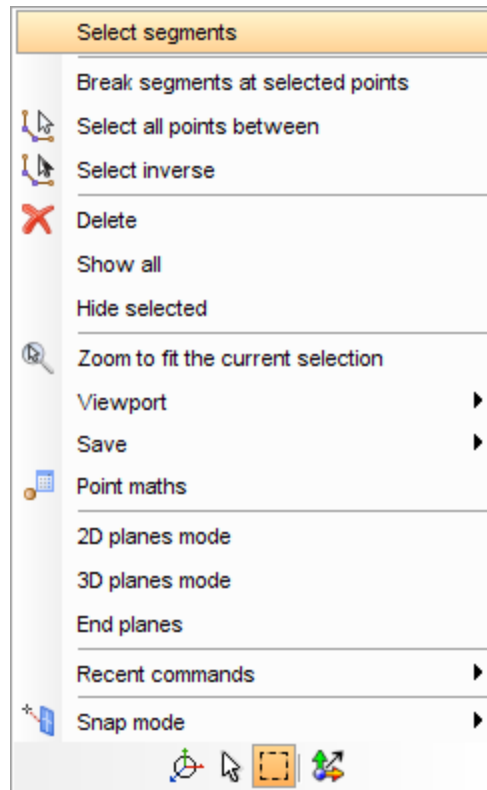 Select segments
Break segments at selected points
Select all points between
Select inverse
Delete
Show all
Hide selected
Zoom to fit the current selection
Viewport
Save
Point maths
2D planes mode
3D planes mode
End planes
Recent commands
Snap mode